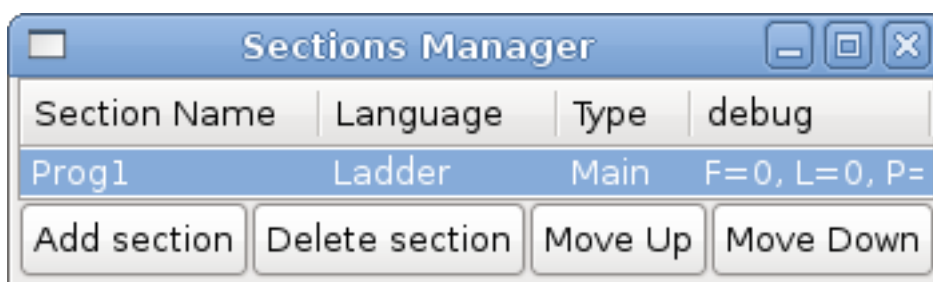 Sections Manager
Section Name Language Type debug
Prog1 Ladder Main F=0, L=0, P=
Add section Delete section Move Up Move Down